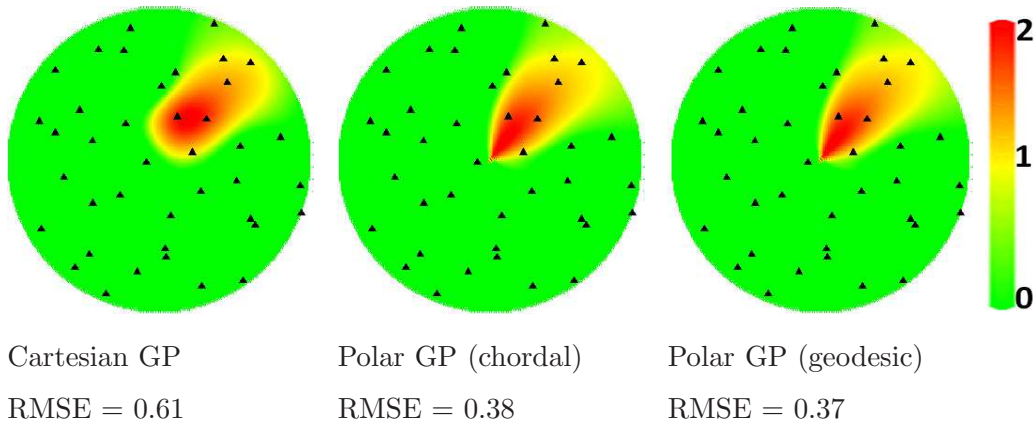 2
1
0
Cartesian GP
Polar GP (chordal)
Polar GP (geodesic)
RMSE = 0.61
RMSE = 0.38
RMSE = 0.37